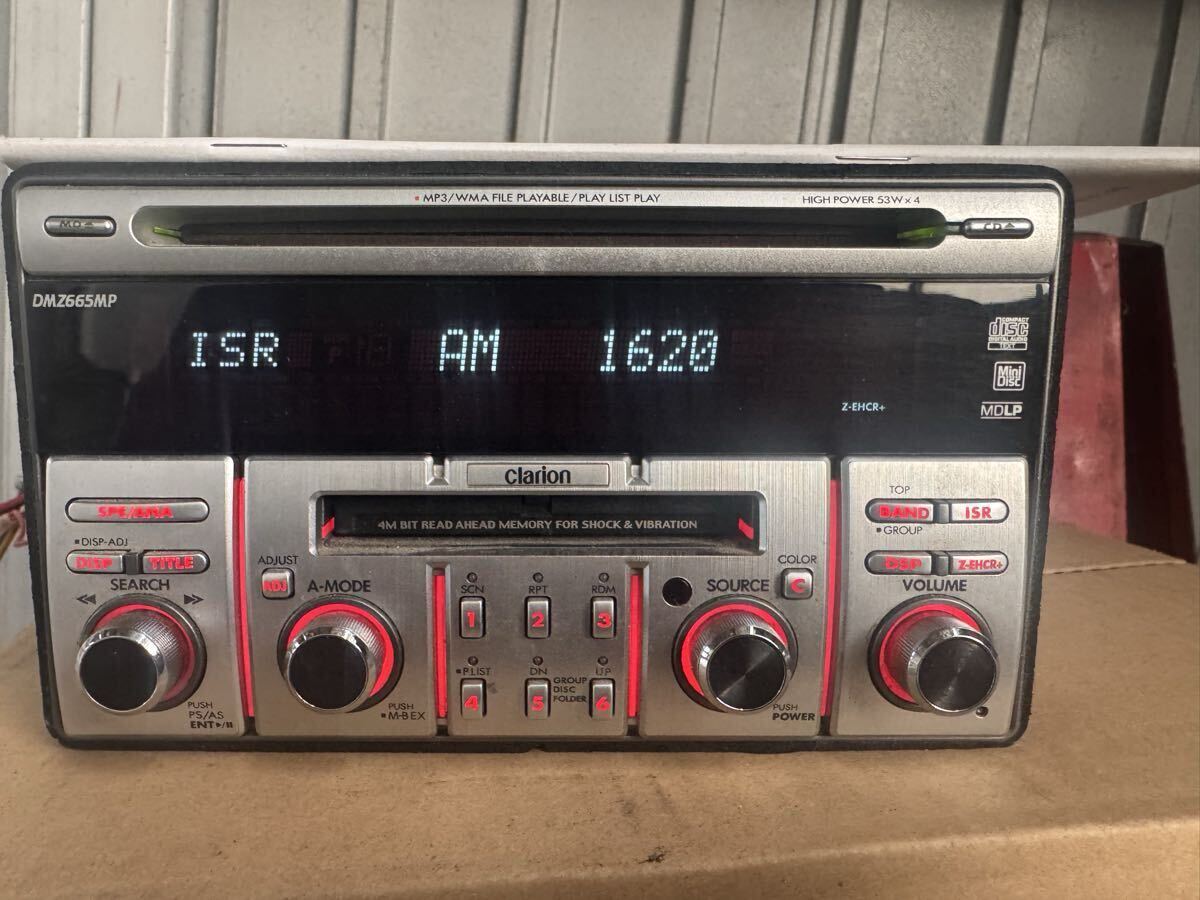 MP3/WMA FILE PLAYABLE/PLAY LIST PLAY
HIGH POWER 53W×4
MD
CD
DMZ665MP
ISR AM 1620
COMPACT
disc
DIGITAL AUDIO
TEXT
Mini
Disc
MDLP
Z-EHCR+
clarion
4M BIT READ AHEAD MEMORY FOR SHOCK & VIBRATION
SPE/ANA
DISP-ADJ
DISP
TITLE
SEARCH
PUSH
PS/AS
ENT
ADJUST
ADJ
A-MODE
PUSH
M-B EX
SCN
RPT
RDM
1
2
3
P.LIST
DN
UP
GROUP
DISC
FOLDER
4
5
6
SOURCE
COLOR
C
PUSH
POWER
TOP
BAND
ISR
GROUP
DSP
Z-EHCR+
VOLUME